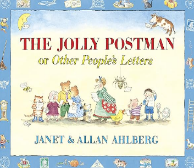 THE JOLLY POSTMAN
or Other People's Letters
JANET & ALLAN AHLBERG